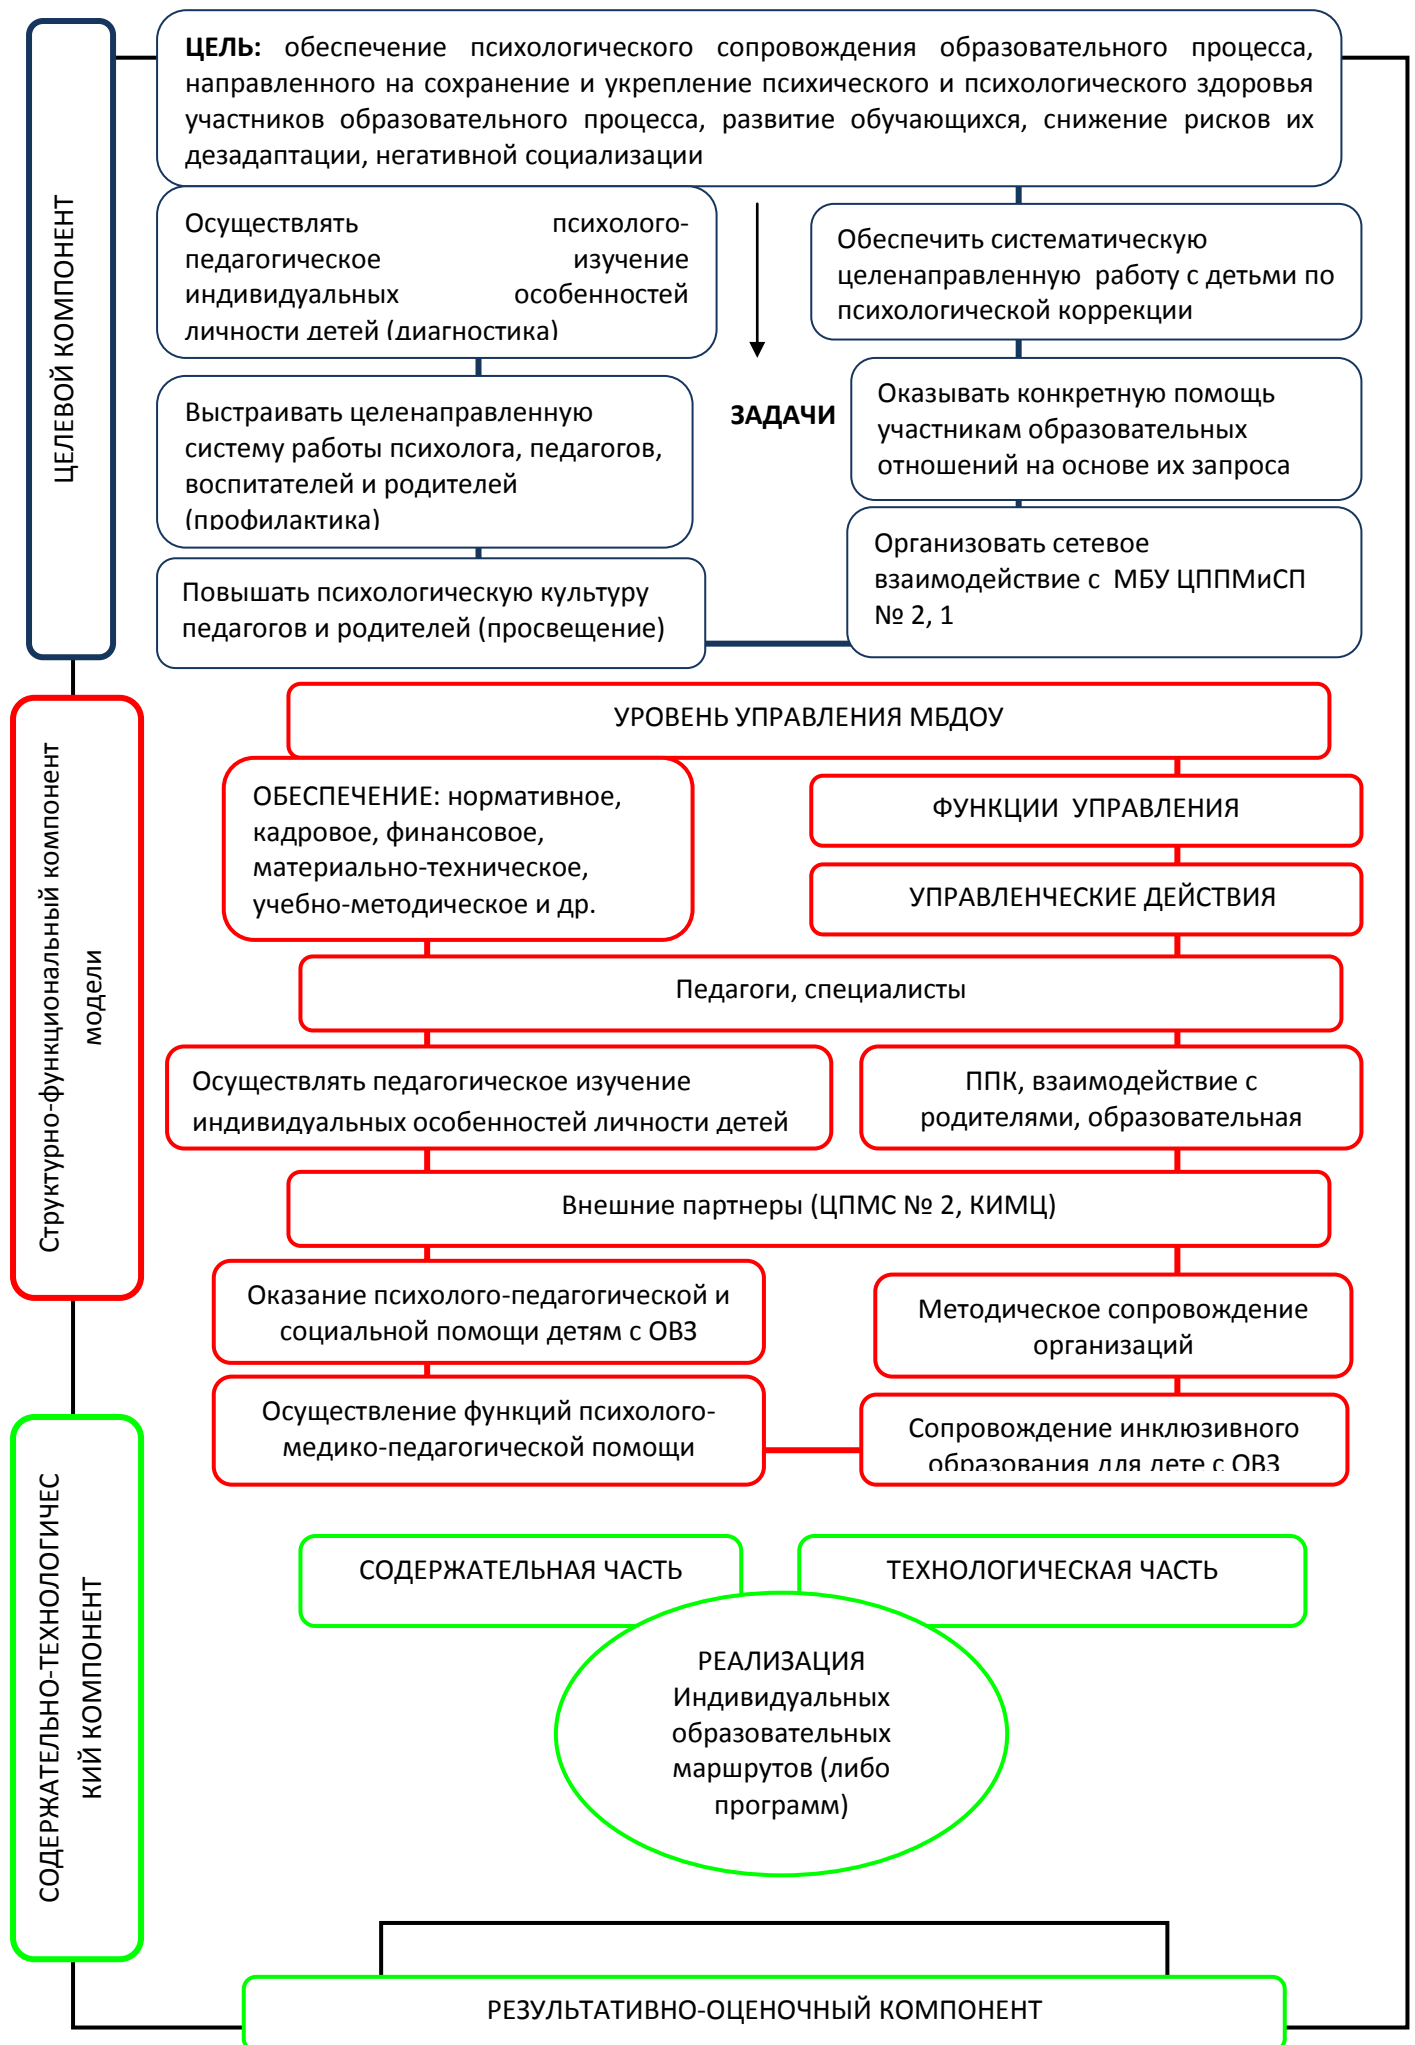 ЦЕЛЕВОЙ КОМПОНЕНТ
ЦЕЛЬ: обеспечение психологического сопровождения образовательного процесса,
направленного на сохранение и укрепление психического и психологического здоровья
участников образовательного процесса, развитие обучающихся, снижение рисков их
дезадаптации, негативной социализации
Осуществлять психолого-
педагогическое изучение
индивидуальных особенностей
личности детей (диагностика)
Выстраивать целенаправленную
систему работы психолога, педагогов,
воспитателей и родителей
(профилактика)
Повышать психологическую культуру
педагогов и родителей (просвещение)
ЗАДАЧИ
Обеспечить систематическую
целенаправленную работу с детьми по
психологической коррекции
Оказывать конкретную помощь
участникам образовательных
отношений на основе их запроса
Организовать сетевое
взаимодействие с МБУ ЦППМиСП
№ 2, 1
Структурно-функциональный компонент
модели
УРОВЕНЬ УПРАВЛЕНИЯ МБДОУ
ОБЕСПЕЧЕНИЕ: нормативное,
кадровое, финансовое,
материально-техническое,
учебно-методическое и др.
ФУНКЦИИ УПРАВЛЕНИЯ
УПРАВЛЕНЧЕСКИЕ ДЕЙСТВИЯ
Педагоги, специалисты
Осуществлять педагогическое изучение
индивидуальных особенностей личности детей
ППК, взаимодействие с
родителями, образовательная
Внешние партнеры (ЦПМС № 2, КИМЦ)
Оказание психолого-педагогической и
социальной помощи детям с ОВЗ
Методическое сопровождение
организаций
Осуществление функций психолого-
медико-педагогической помощи
Сопровождение инклюзивного
образования для дете с ОВЗ
СОДЕРЖАТЕЛЬНО-ТЕХНОЛОГИЧЕС
КИЙ КОМПОНЕНТ
СОДЕРЖАТЕЛЬНАЯ ЧАСТЬ
ТЕХНОЛОГИЧЕСКАЯ ЧАСТЬ
РЕАЛИЗАЦИЯ
Индивидуальных
образовательных
маршрутов (либо
программ)
РЕЗУЛЬТАТИВНО-ОЦЕНОЧНЫЙ КОМПОНЕНТ